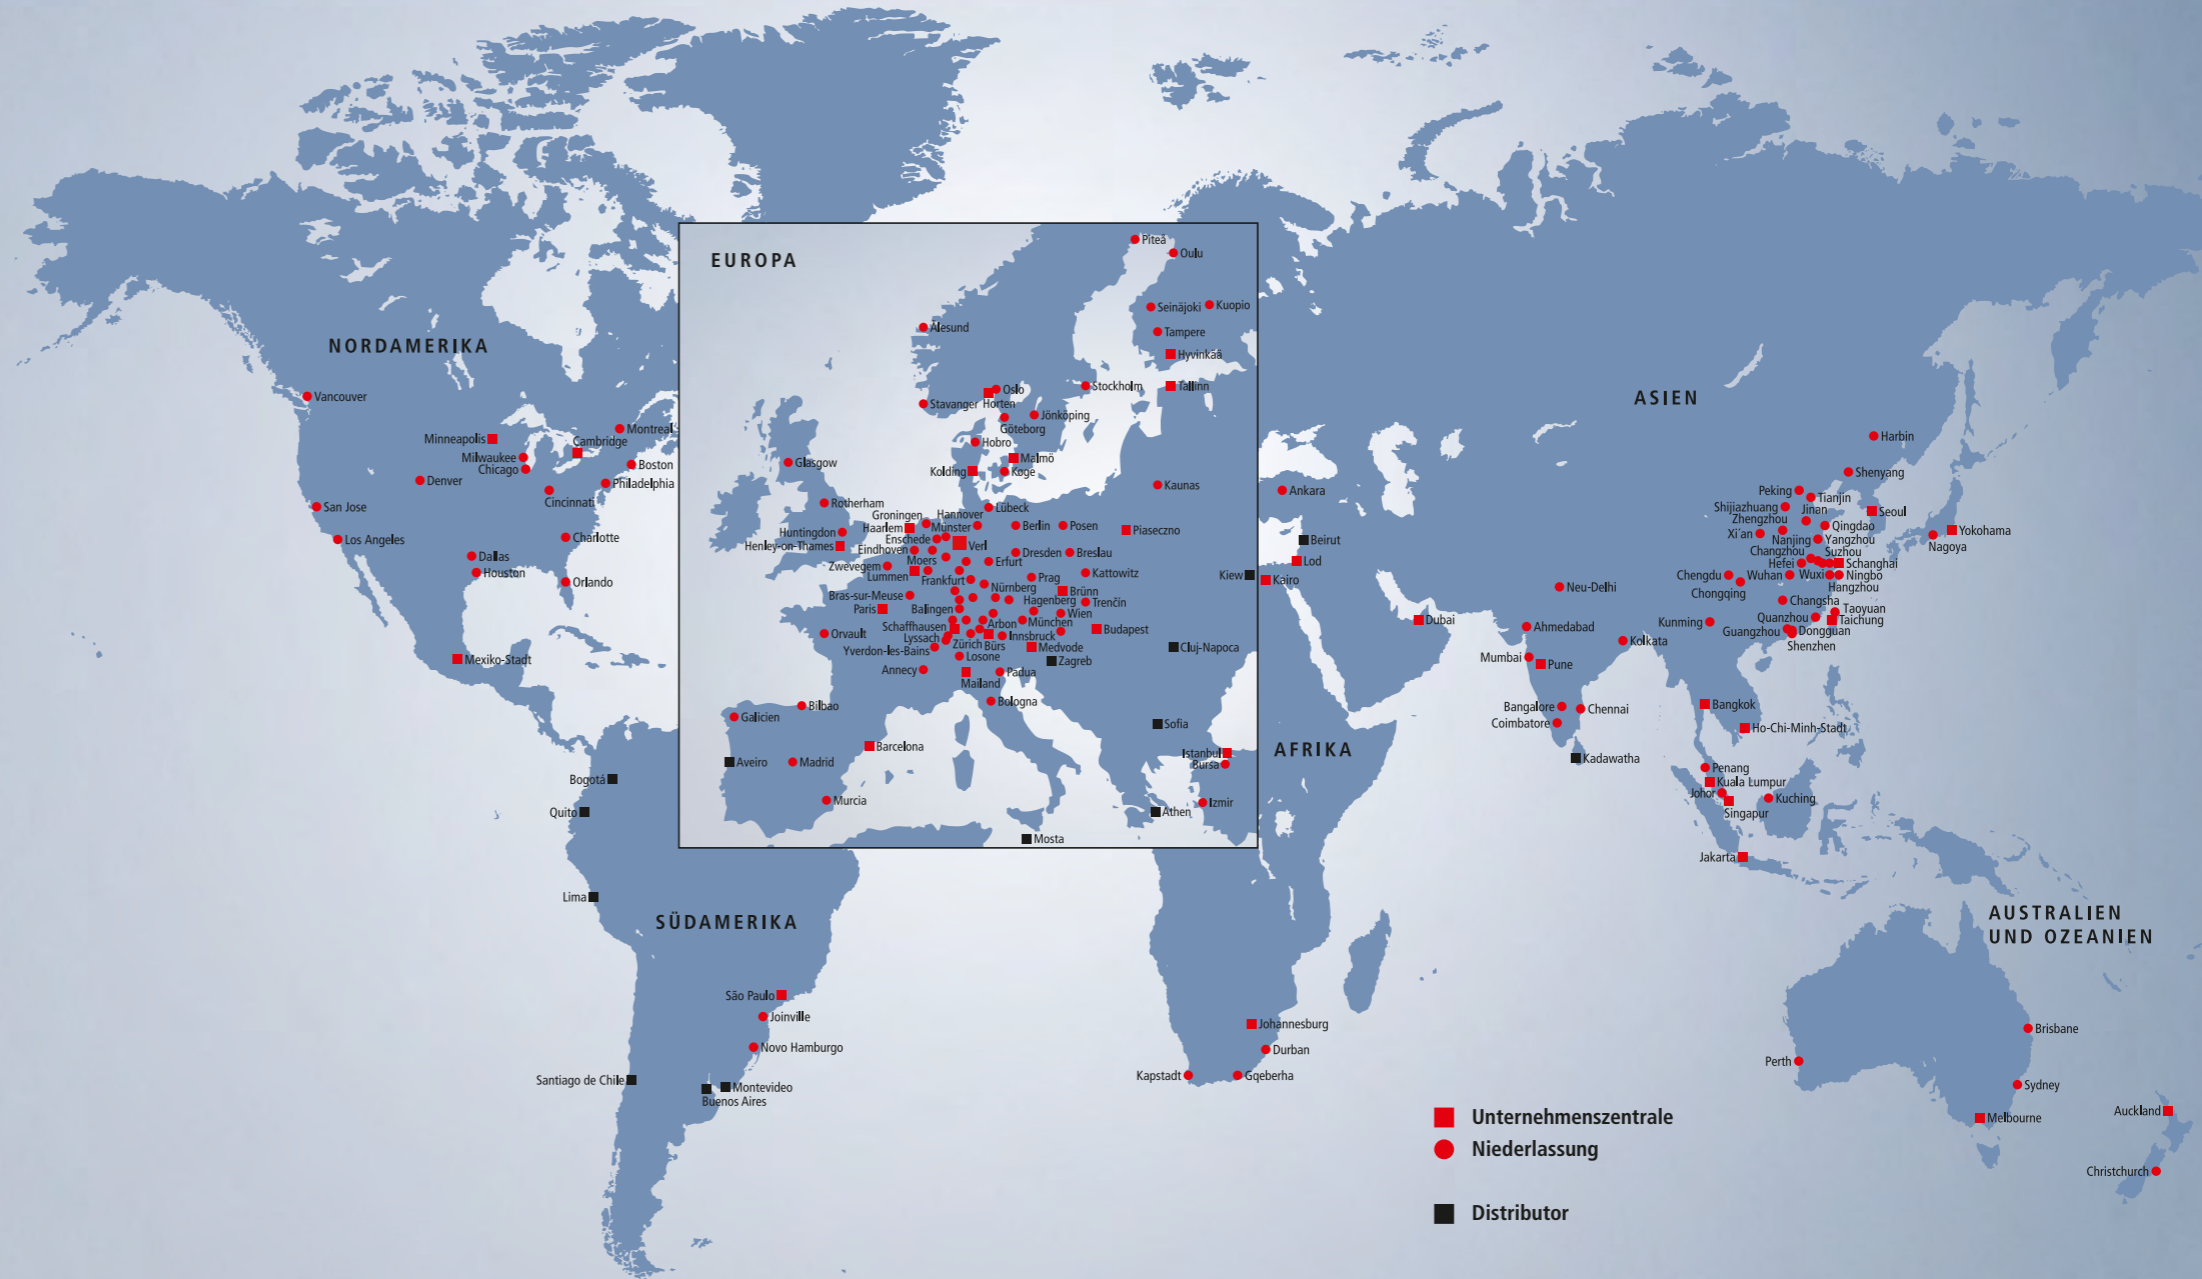 EUROPA
Piteå
Oulu
Seinäjoki
Kuopio
Ålesund
Tampere
Hyvinkää
Oslo
Stockholm
Tallinn
Stavanger
Horten
Jönköping
Göteborg
Hobro
Malmö
Glasgow
Kolding
Køge
Kaunas
Rotherham
Lübeck
Groningen
Hannover
Haarlem
Münster
Berlin
Posen
Piaseczno
Huntingdon
Enschede
Henley-on-Thames
Verl
Eindhoven
Dresden
Breslau
Moers
Erfurt
Zwevegem
Lummen
Frankfurt
Prag
Kattowitz
Kiew
Nürnberg
Brünn
Bras-sur-Meuse
Hagenberg
Trenčín
Paris
Balingen
Wien
Schaffhausen
Arbon
München
Budapest
Orvault
Lyssach
Innsbruck
Zürich
Bürs
Medvode
Cluj-Napoca
Yverdon-les-Bains
Losone
Zagreb
Annecy
Padua
Mailand
Bologna
Bilbao
Galicien
Sofia
Barcelona
Istanbul
Aveiro
Madrid
Bursa
Murcia
Izmir
Athen
Mosta
NORDAMERIKA
Vancouver
Montreal
Minneapolis
Cambridge
Milwaukee
Chicago
Boston
Denver
Philadelphia
Cincinnati
San Jose
Los Angeles
Charlotte
Dallas
Houston
Orlando
Mexiko-Stadt
Bogotá
Quito
Lima
SÜDAMERIKA
São Paulo
Joinville
Novo Hamburgo
Santiago de Chile
Montevideo
Buenos Aires
AFRIKA
Kairo
Johannesburg
Durban
Kapstadt
Gqeberha
ASIEN
Ankara
Beirut
Lod
Dubai
Harbin
Shenyang
Peking
Tianjin
Shijiazhuang
Jinan
Seoul
Zhengzhou
Qingdao
Yokohama
Xi'an
Nanjing
Yangzhou
Nagoya
Changzhou
Suzhou
Hefei
Schanghai
Chengdu
Wuhan
Wuxi
Ningbo
Neu-Delhi
Chongqing
Hangzhou
Changsha
Taoyuan
Quanzhou
Taichung
Kunming
Ahmedabad
Guangzhou
Dongguan
Kolkata
Shenzhen
Mumbai
Pune
Bangkok
Bangalore
Chennai
Coimbatore
Ho-Chi-Minh-Stadt
Kadawatha
Penang
Kuala Lumpur
Johor
Kuching
Singapur
Jakarta
AUSTRALIEN
UND OZEANIEN
Brisbane
Perth
Sydney
Melbourne
Auckland
Christchurch
Unternehmenszentrale
Niederlassung
Distributor